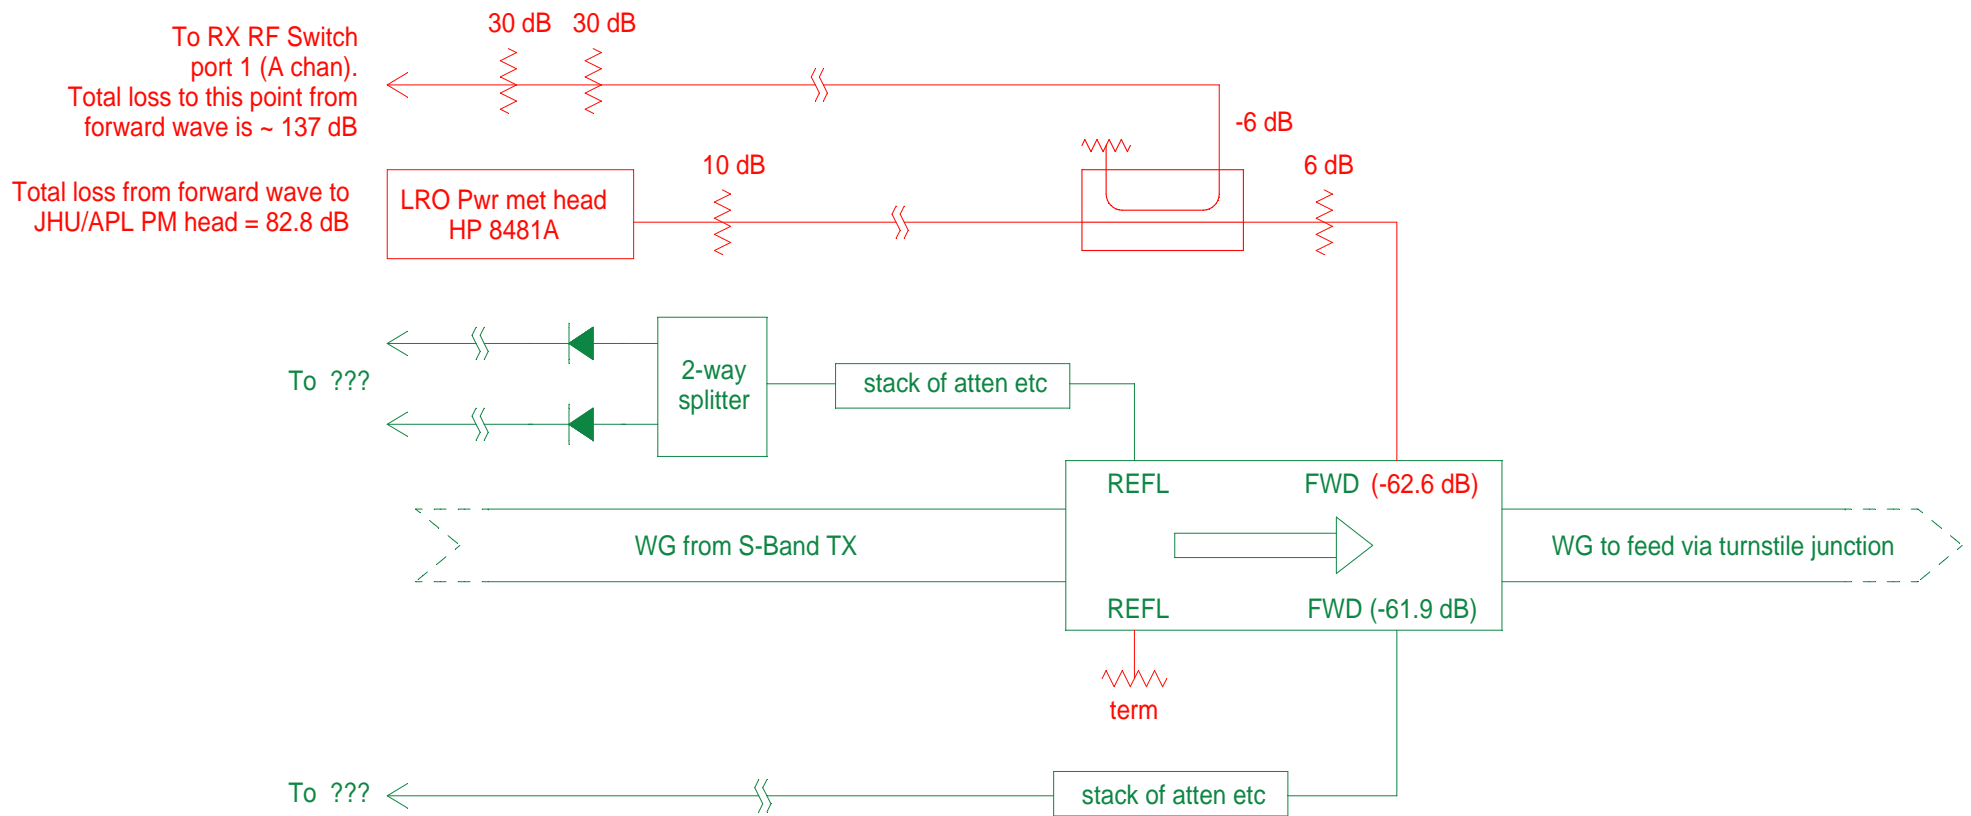 30 dB 30 dB
To RX RF Switch
port 1 (A chan).
Total loss to this point from
forward wave is ~ 137 dB
-6 dB
10 dB
6 dB
Total loss from forward wave to
JHU/APL PM head = 82.8 dB
LRO Pwr met head
HP 8481A
To ???
2-way
splitter
stack of atten etc
REFL
FWD (-62.6 dB)
WG from S-Band TX
WG to feed via turnstile junction
REFL
FWD (-61.9 dB)
term
To ???
stack of atten etc